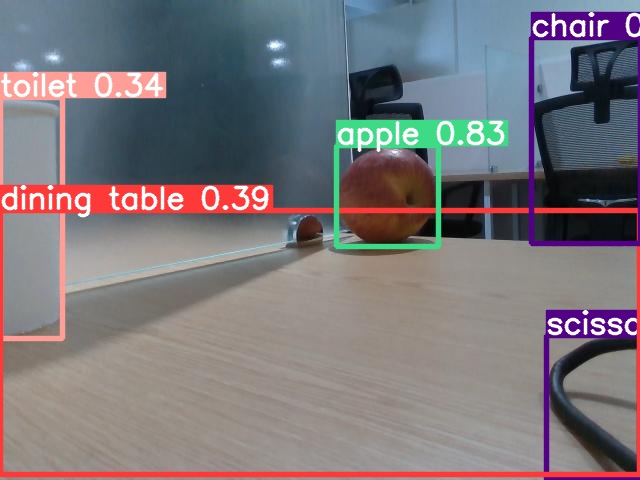 chair 0
toilet 0.34
apple 0.83
dining table 0.39
scisso